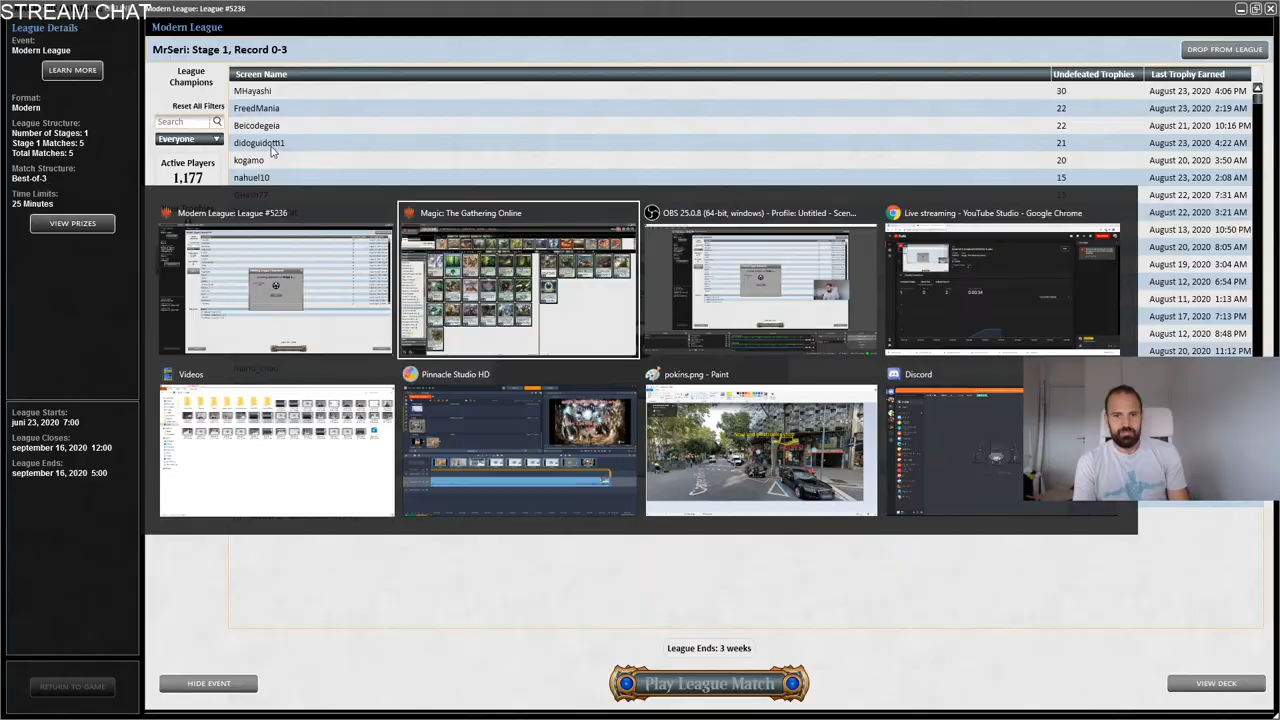 STREAM CHAT
Modern League: League #5236
League Details
Event:
Modern League
LEARN MORE
Format:
Modern
League Structure:
Number of Stages: 1
Stage 1 Matches: 5
Total Matches: 5
Match Structure:
Best-of-3
Time Limits:
25 Minutes
VIEW PRIZES
League Starts:
juni 23, 2020 7:00
League Closes:
september 16, 2020 12:00
League Ends:
september 16, 2020 5:00
RETURN TO GAME
Modern League
MrSeri: Stage 1, Record 0-3
DROP FROM LEAGUE
League
Champions
Reset All Filters
Search
Everyone
Active Players
1,177
Screen Name Undefeated Trophies Last Trophy Earned
MHayashi 30 August 23, 2020 4:06 PM
FreedMania 22 August 23, 2020 2:19 AM
Beicodegeia 22 August 21, 2020 10:16 PM
didoguidotti1 21 August 23, 2020 4:22 AM
kogamo 20 August 20, 2020 3:50 AM
nahuel10 15 August 23, 2020 2:08 AM
August 22, 2020 7:31 AM
August 22, 2020 3:21 PM
10:50 PM
August 20, 2020 8:05 AM
August 19, 2020 3:04 AM
August 12, 2020 6:54 PM
August 11, 2020 1:13 AM
August 17, 2020 7:13 PM
August 12, 2020 8:48 PM
August 20, 2020 11:12 PM
Modern League: League #5236
Magic: The Gathering Online
OBS 25.0.8 (64-bit, windows) - Profile: Untitled - Scen...
Live streaming - YouTube Studio - Google Chrome
Videos
Pinnacle Studio HD
pokins.png - Paint
Discord
League Ends: 3 weeks
HIDE EVENT
Play League Match
VIEW DECK